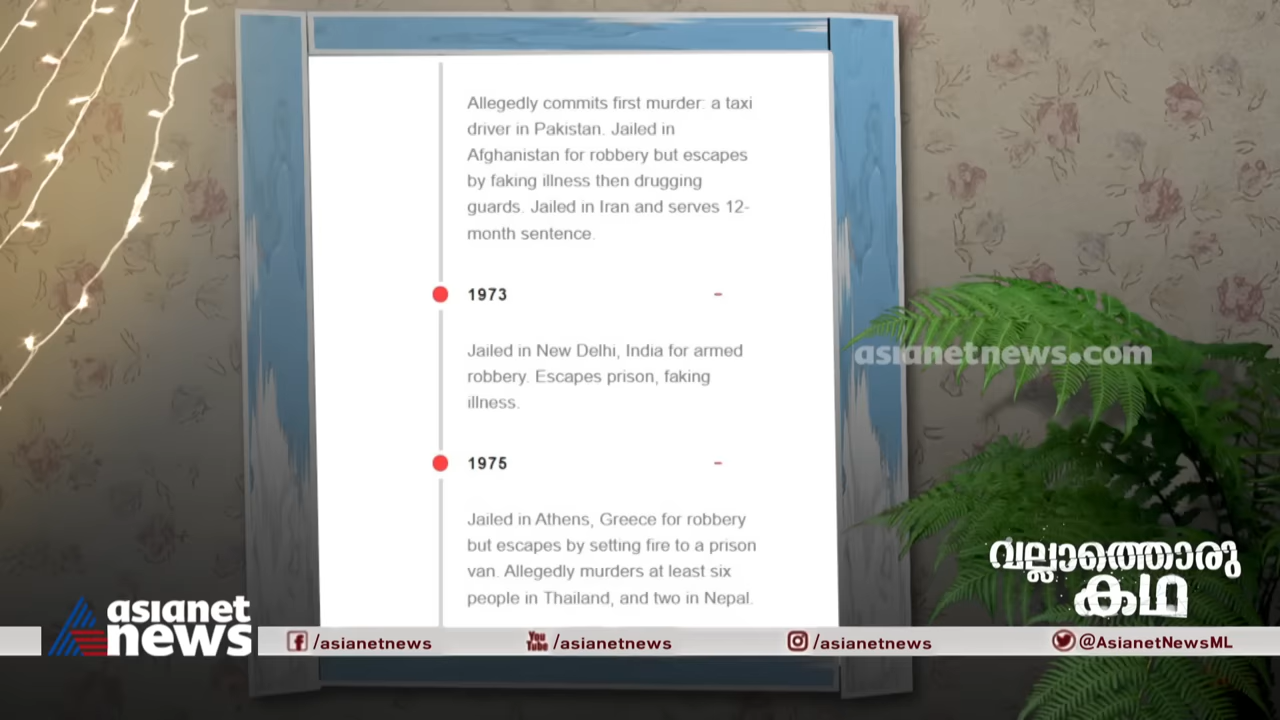 Allegedly commits first murder: a taxi
driver in Pakistan. Jailed in
Afghanistan for robbery but escapes
by faking illness then drugging
guards. Jailed in Iran and serves 12-
month sentence.
1973 -
Jailed in New Delhi, India for armed
robbery. Escapes prison, faking
illness.
1975 -
Jailed in Athens, Greece for robbery
but escapes by setting fire to a prison
van. Allegedly murders at least six
people in Thailand, and two in Nepal.
asianetnews.com
വല്ലാത്തൊരു
കഥ
asianet
news
/asianetnews
You
Tube /asianetnews
/asianetnews
@AsianetNewsML